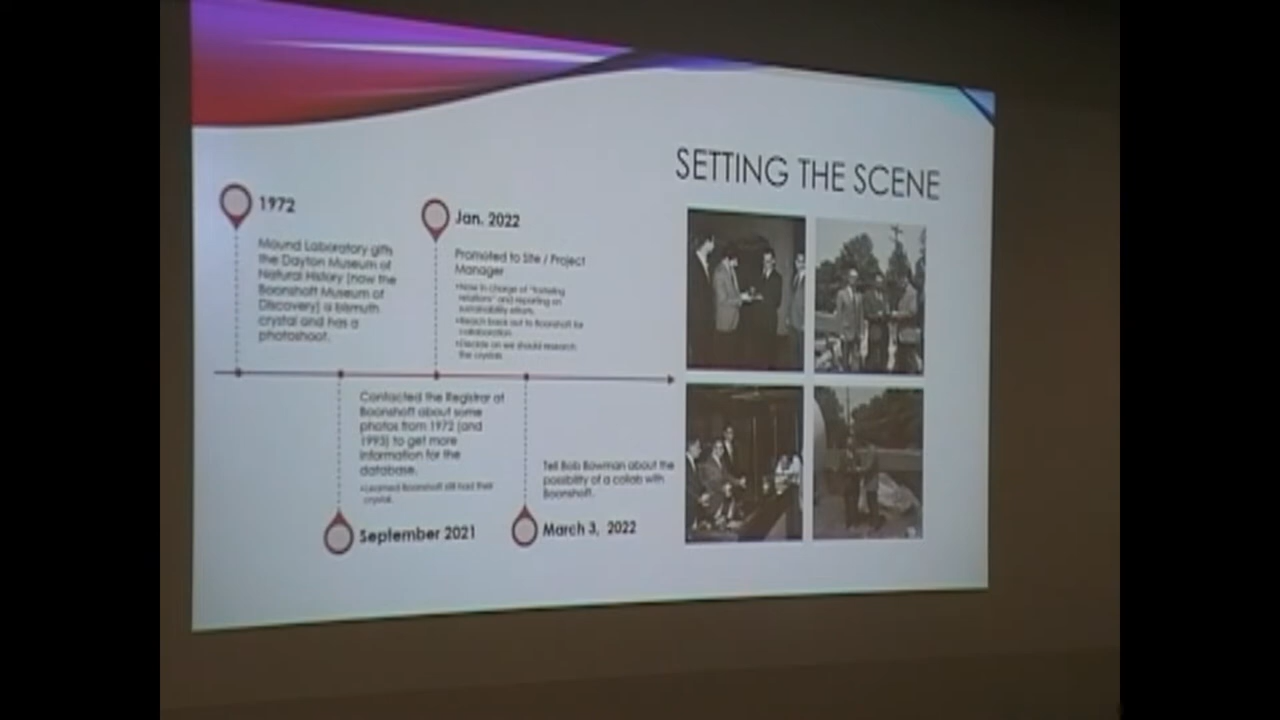 SETTING THE SCENE
1972
Mound Laboratory gifts
the Dayton Museum of
Natural History (now the
Boonshoft Museum of
Discovery) a bismuth
crystal and has a
photoshoot.
Jan. 2022
Promoted to Site / Project
Manager
•Now in charge of "fostering
relations" and reporting on
sustainability efforts.
•Reach back out to Boonshoft for
collaboration.
•Decide on we should research
the crystals.
Contacted the Registrar at
Boonshoft about some
photos from 1972 (and
1993) to get more
information for the
database.
•Learned Boonshoft still had their
crystal.
September 2021
Tell Bob Bowman about the
possibility of a collab with
Boonshoft.
March 3, 2022